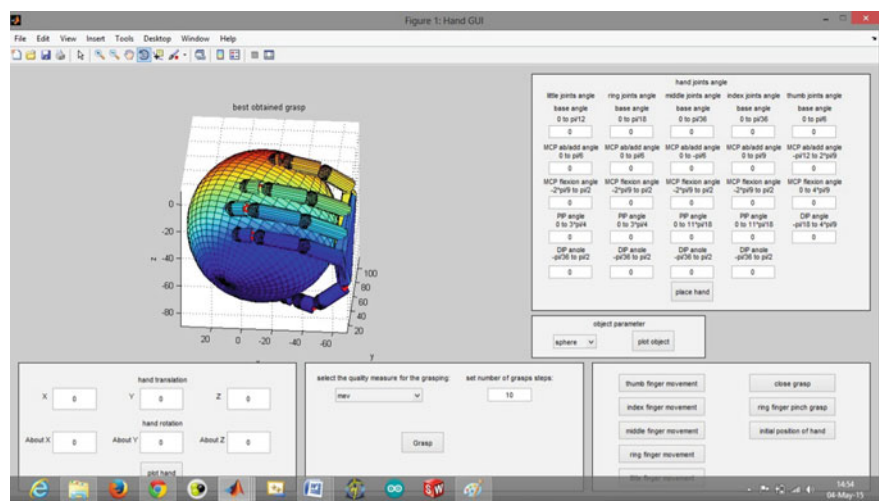 Figure 1: Hand GUI
File Edit View Insert Tools Desktop Window Help
best obtained grasp
0
-20
-40
-60
-80
z
20 0 -20 -40 -60
100
80
60
40
20
y
hand joints angle
little joints angle ring joints angle middle joints angle index joints angle thumb joints angle
base angle base angle base angle base angle base angle
0 to pi/12 0 to pi/18 0 to pi/36 0 to pi/36 0 to pi/6
0 0 0 0 0
MCP ab/add angle MCP ab/add angle MCP ab/add angle MCP ab/add angle MCP ab/add angle
0 to pi/6 0 to pi/6 0 to -pi/6 0 to pi/9 -pi/12 to 2*pi/9
0 0 0 0 0
MCP flexion angle MCP flexion angle MCP flexion angle MCP flexion angle MCP flexion angle
-2*pi/9 to pi/2 -2*pi/9 to pi/2 -2*pi/9 to pi/2 -2*pi/9 to pi/2 0 to 4*pi/9
0 0 0 0 0
PIP angle PIP angle PIP angle PIP angle DIP angle
0 to 3*pi/4 0 to 3*pi/4 0 to 11*pi/18 0 to 11*pi/18 -pi/18 to 4*pi/9
0 0 0 0 0
DIP angle DIP angle DIP angle DIP angle
-pi/36 to pi/2 -pi/36 to pi/2 -pi/36 to pi/2 -pi/36 to pi/2
0 0 0 0
place hand
object parameter
sphere plot object
hand translation
X 0 Y 0 Z 0
hand rotation
About X 0 About Y 0 About Z 0
plot hand
select the quality measure for the grasping: set number of grasps steps:
mev 10
Grasp
thumb finger movement close grasp
index finger movement ring finger pinch grasp
middle finger movement initial position of hand
ring finger movement
little finger movement
14:54
04-May-15